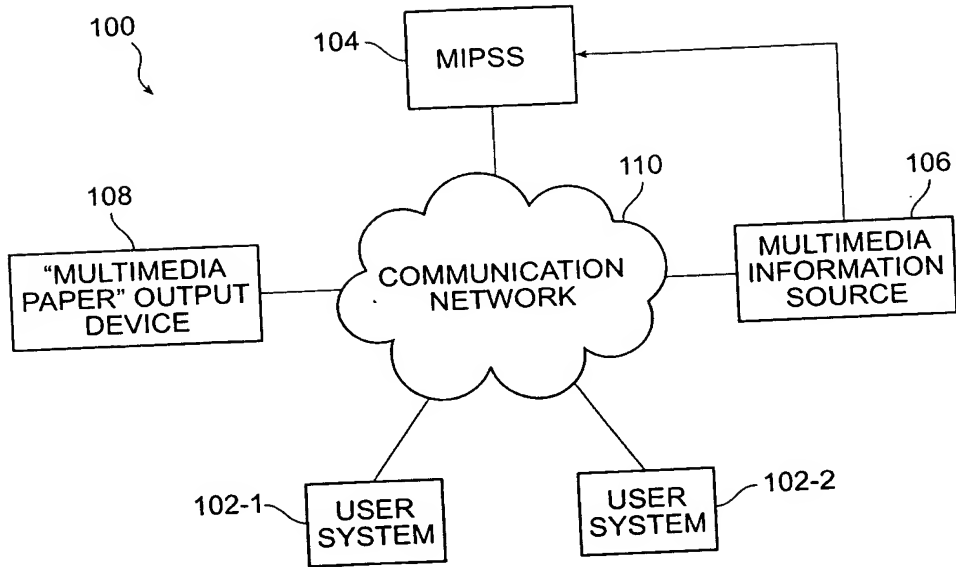 100
104
MIPSS
110
106
108
"MULTIMEDIA
PAPER" OUTPUT
DEVICE
COMMUNICATION
NETWORK
MULTIMEDIA
INFORMATION
SOURCE
102-1
USER
SYSTEM
USER
SYSTEM
102-2